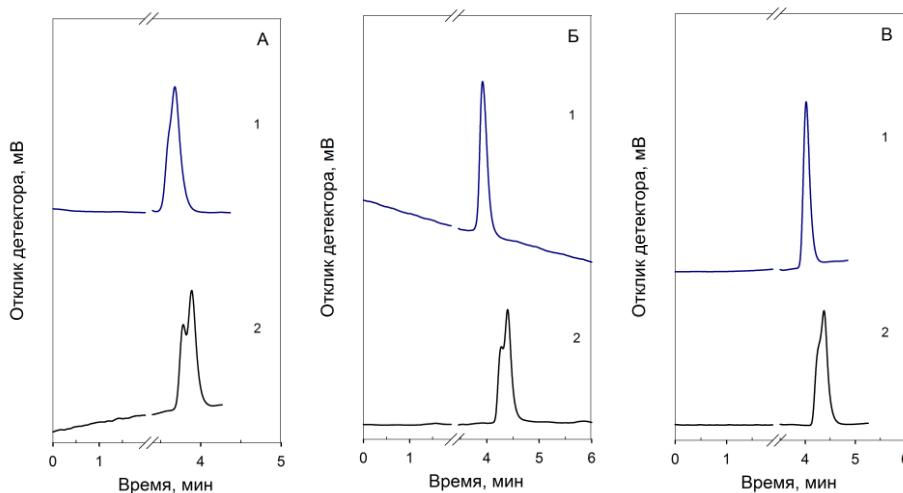 А
1
2
Отклик детектора, мВ
0 1 4 5
Время, мин
Б
1
2
Отклик детектора, мВ
0 1 4 5 6
Время, мин
В
1
2
Отклик детектора, мВ
0 1 4 5 6
Время, мин